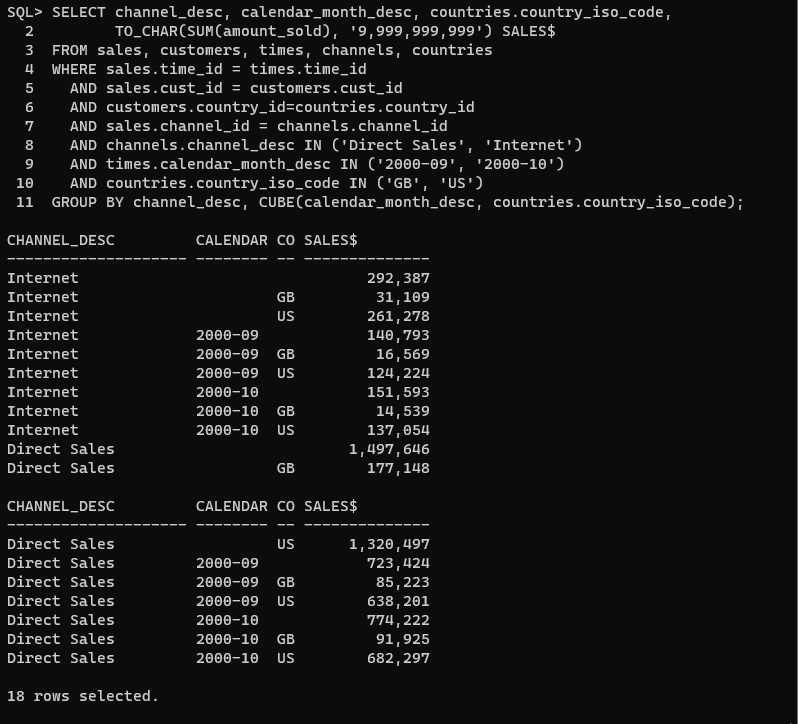 SQL> SELECT channel_desc, calendar_month_desc, countries.country_iso_code,
  2         TO_CHAR(SUM(amount_sold), '9,999,999,999') SALES$
  3  FROM sales, customers, times, channels, countries
  4  WHERE sales.time_id = times.time_id
  5    AND sales.cust_id = customers.cust_id
  6    AND customers.country_id=countries.country_id
  7    AND sales.channel_id = channels.channel_id
  8    AND channels.channel_desc IN ('Direct Sales', 'Internet')
  9    AND times.calendar_month_desc IN ('2000-09', '2000-10')
 10    AND countries.country_iso_code IN ('GB', 'US')
 11  GROUP BY channel_desc, CUBE(calendar_month_desc, countries.country_iso_code);

CHANNEL_DESC         CALENDAR CO SALES$
-------------------- -------- -- --------------
Internet                                292,387
Internet                      GB         31,109
Internet                      US        261,278
Internet             2000-09            140,793
Internet             2000-09  GB         16,569
Internet             2000-09  US        124,224
Internet             2000-10            151,593
Internet             2000-10  GB         14,539
Internet             2000-10  US        137,054
Direct Sales                          1,497,646
Direct Sales                  GB        177,148

CHANNEL_DESC         CALENDAR CO SALES$
-------------------- -------- -- --------------
Direct Sales                  US      1,320,497
Direct Sales         2000-09            723,424
Direct Sales         2000-09  GB         85,223
Direct Sales         2000-09  US        638,201
Direct Sales         2000-10            774,222
Direct Sales         2000-10  GB         91,925
Direct Sales         2000-10  US        682,297

18 rows selected.